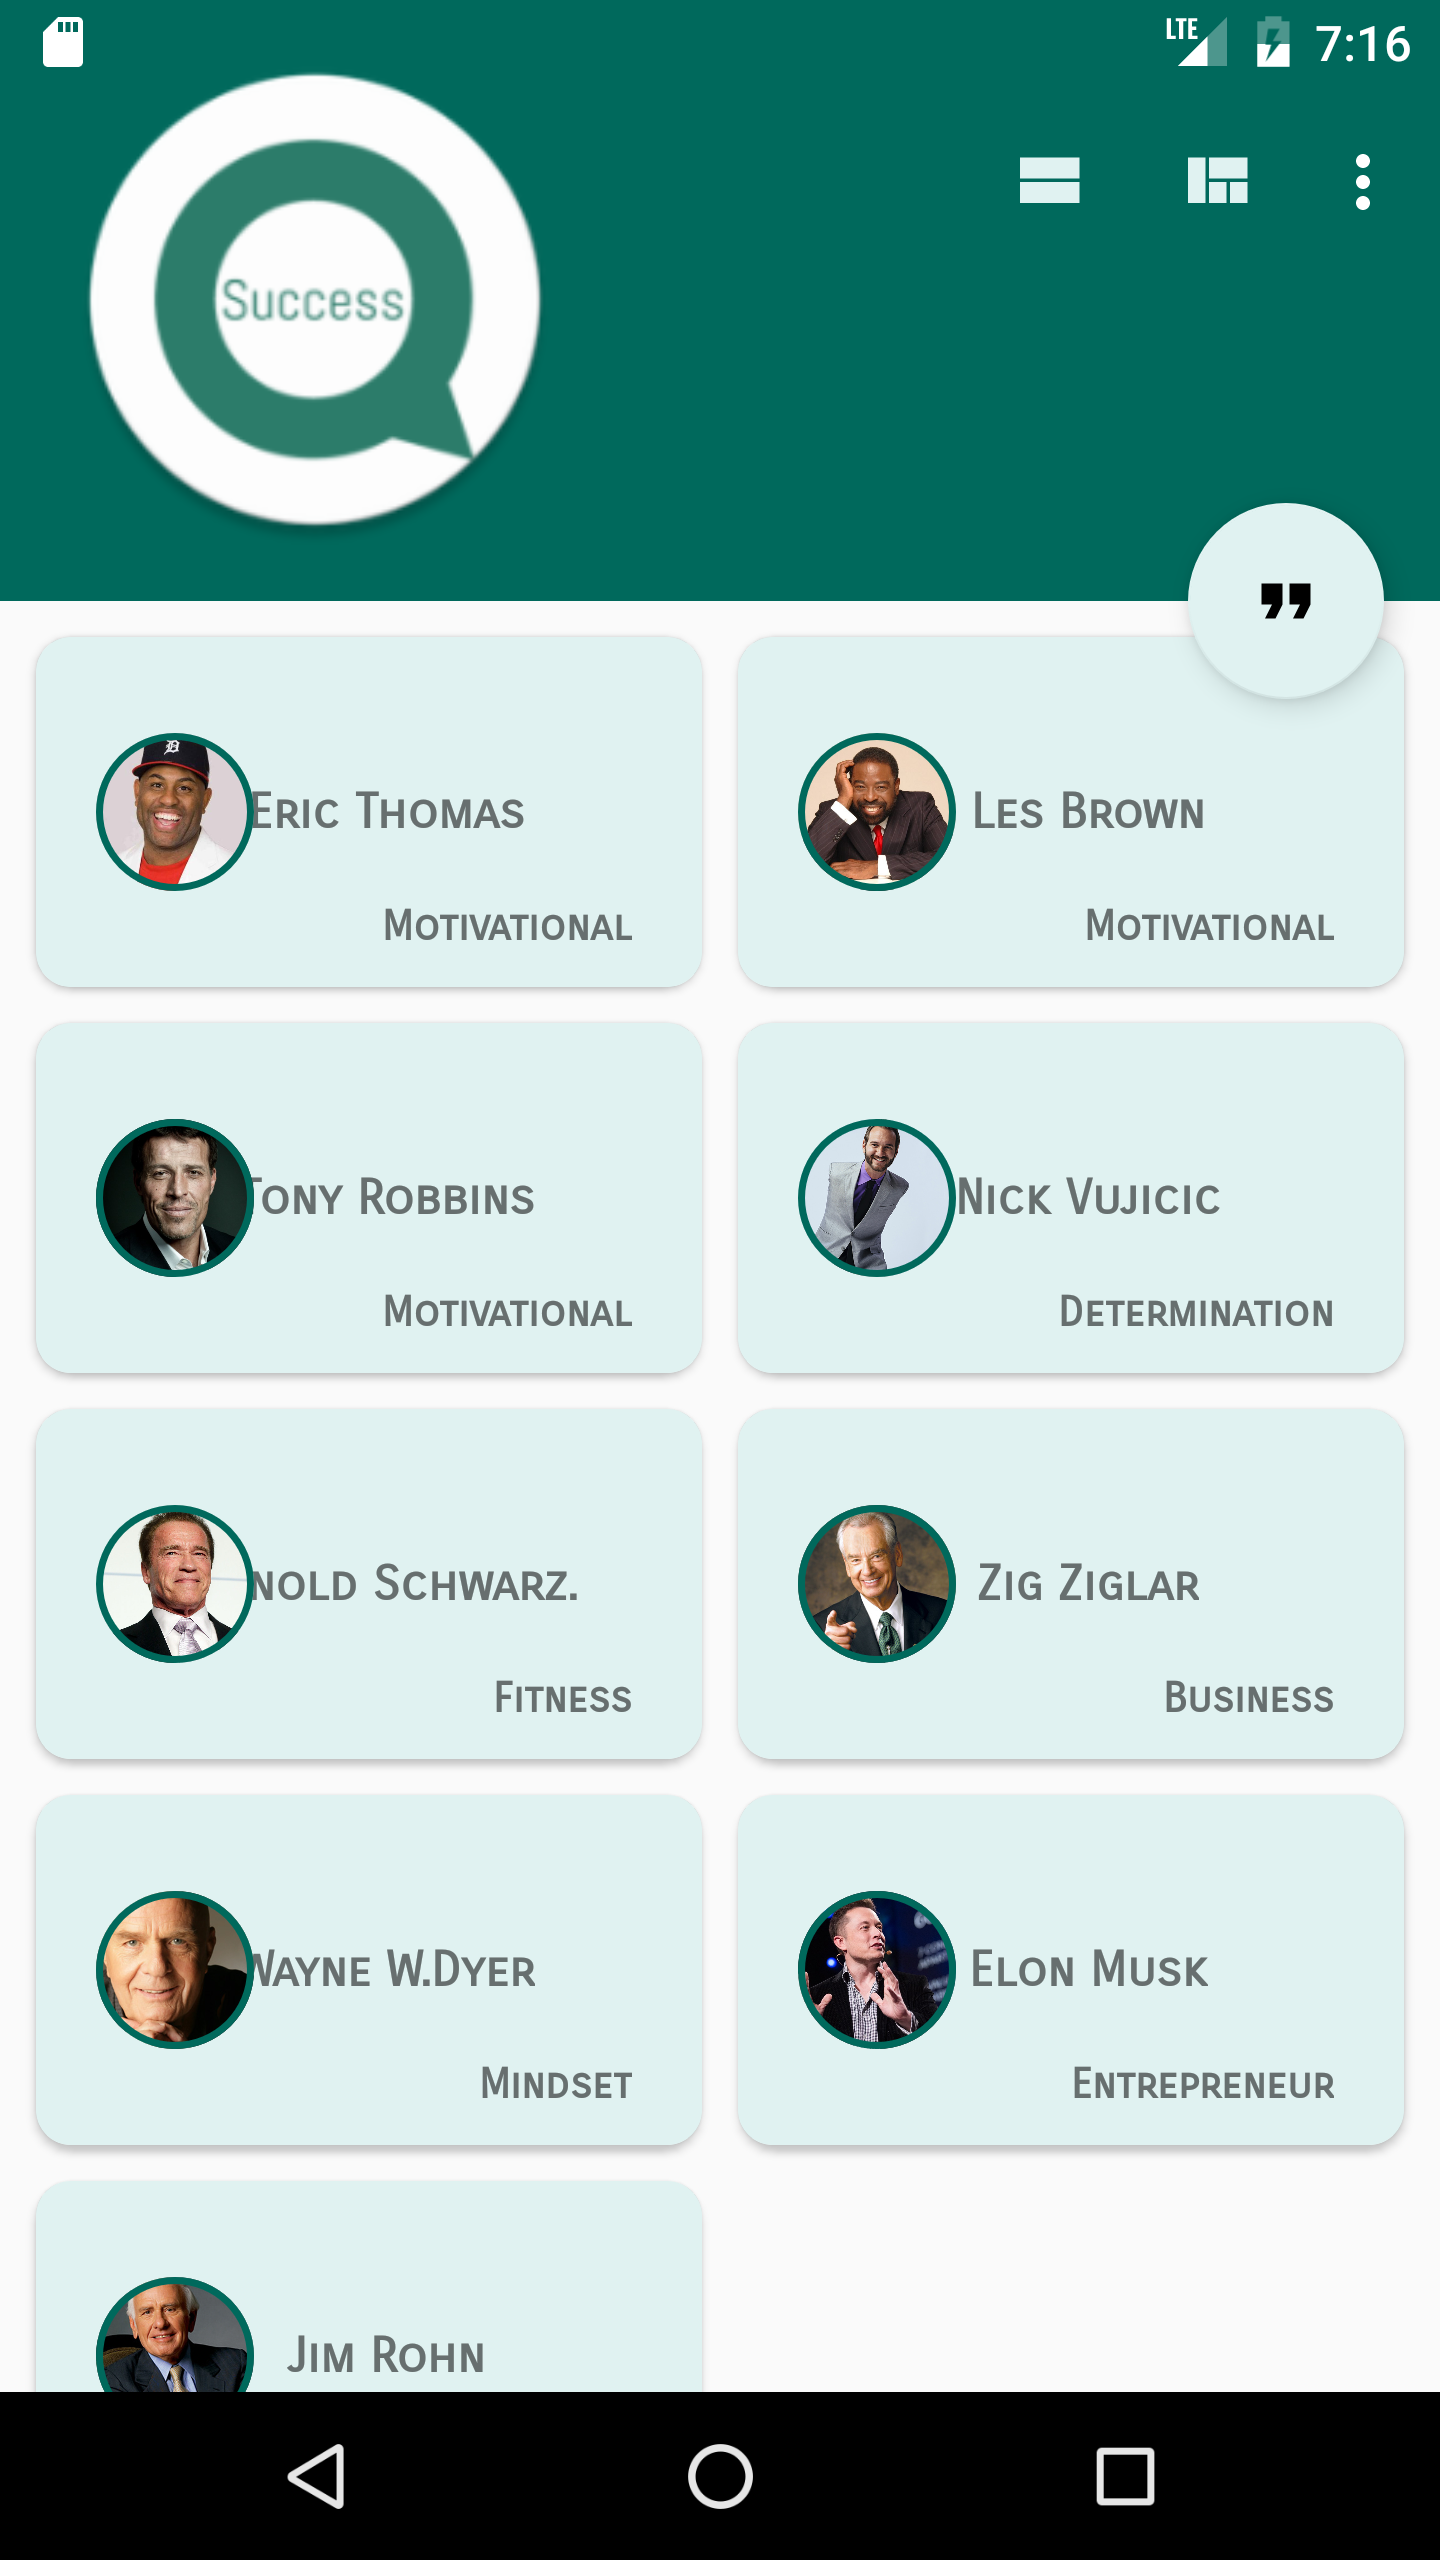 LTE 7:16
Success
Eric Thomas
Motivational
Les Brown
Motivational
Tony Robbins
Motivational
Nick Vujicic
Determination
nold Schwarz.
Fitness
Zig Ziglar
Business
Wayne W.Dyer
Mindset
Elon Musk
Entrepreneur
Jim Rohn